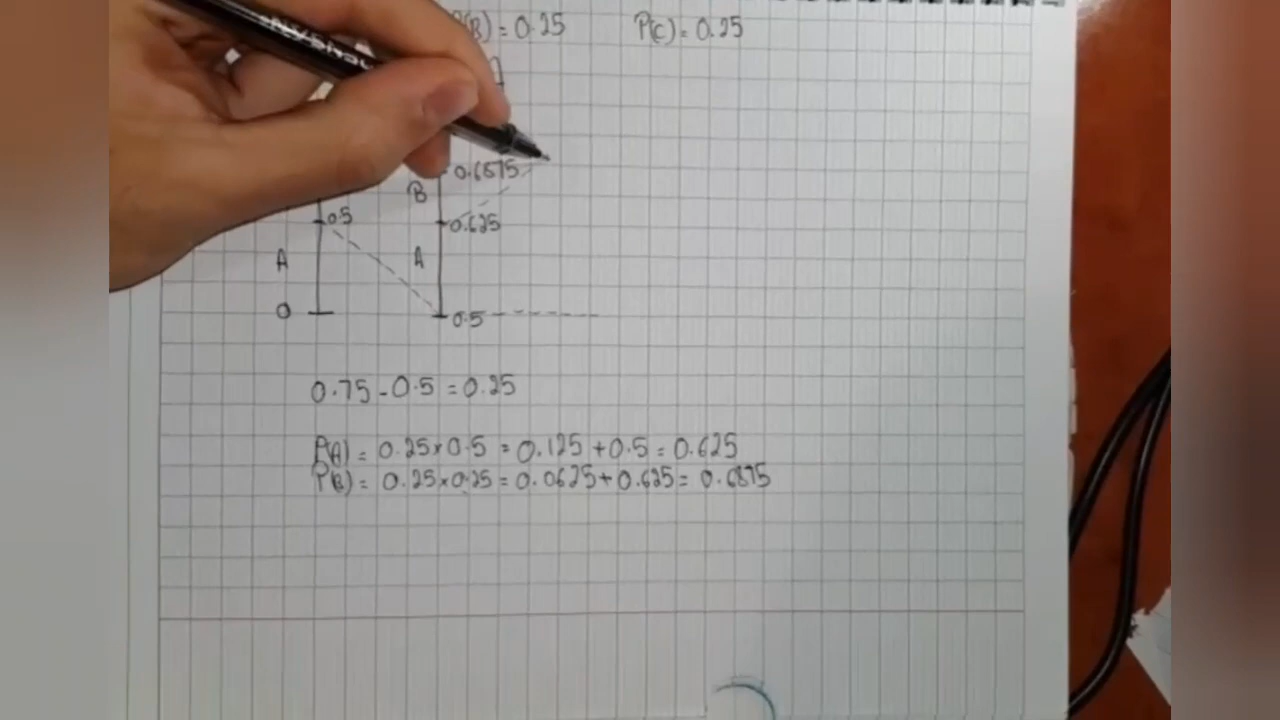 (B) = 0.25 P(C) = 0.25
0.6875
B
0.5
0.625
A
A
0
0.5
0.75 - 0.5 = 0.25
P(A) = 0.25 × 0.5 = 0.125 + 0.5 = 0.625
P(B) = 0.25 × 0.25 = 0.0625 + 0.625 = 0.6875